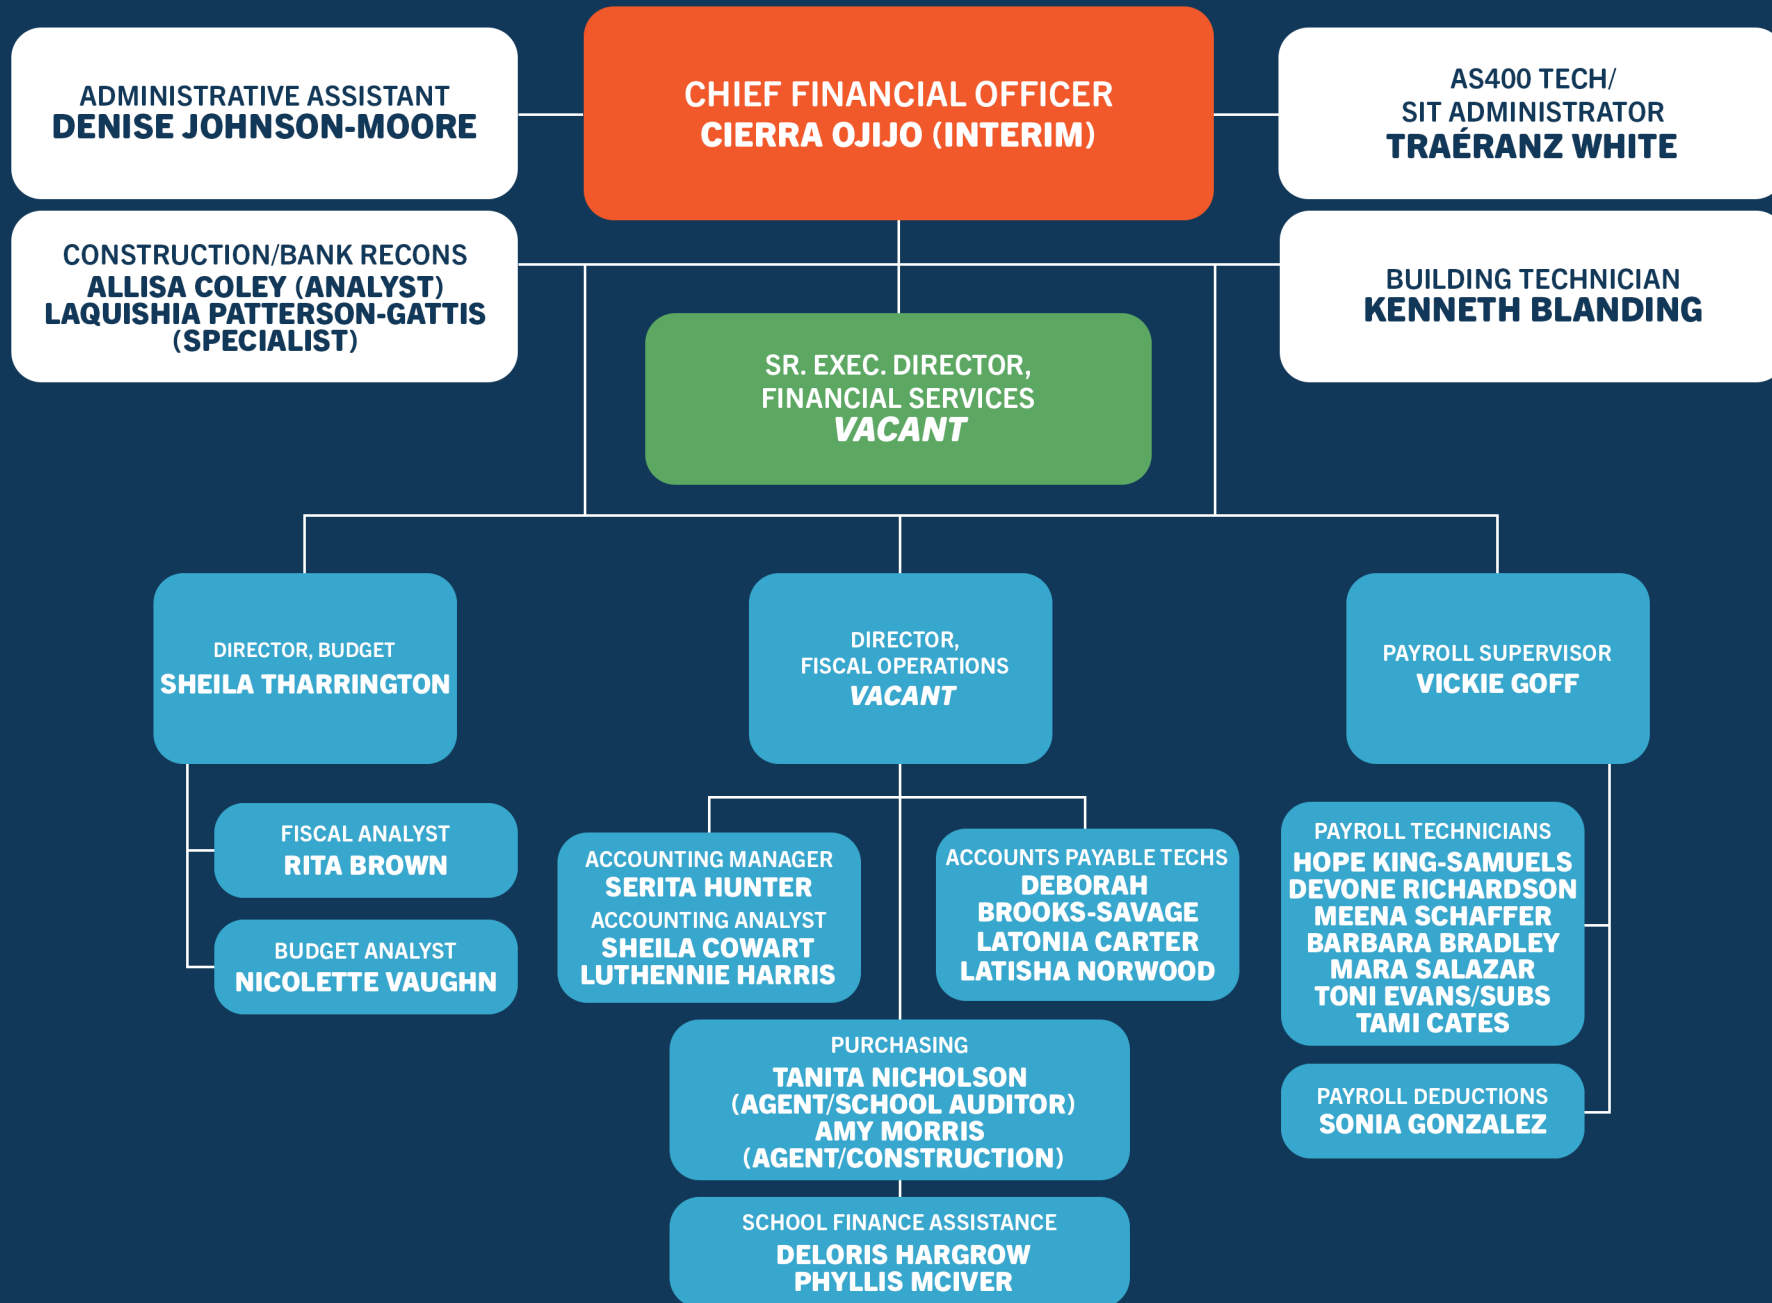 ADMINISTRATIVE ASSISTANT
DENISE JOHNSON-MOORE
CHIEF FINANCIAL OFFICER
CIERRA OJIJO (INTERIM)
AS400 TECH/
SIT ADMINISTRATOR
TRAÉRANZ WHITE
CONSTRUCTION/BANK RECONS
ALLISA COLEY (ANALYST)
LAQUISHIA PATTERSON-GATTIS
(SPECIALIST)
BUILDING TECHNICIAN
KENNETH BLANDING
SR. EXEC. DIRECTOR,
FINANCIAL SERVICES
VACANT
DIRECTOR, BUDGET
SHEILA THARRINGTON
DIRECTOR,
FISCAL OPERATIONS
VACANT
PAYROLL SUPERVISOR
VICKIE GOFF
FISCAL ANALYST
RITA BROWN
BUDGET ANALYST
NICOLETTE VAUGHN
ACCOUNTING MANAGER
SERITA HUNTER
ACCOUNTING ANALYST
SHEILA COWART
LUTHENNIE HARRIS
ACCOUNTS PAYABLE TECHS
DEBORAH
BROOKS-SAVAGE
LATONIA CARTER
LATISHA NORWOOD
PAYROLL TECHNICIANS
HOPE KING-SAMUELS
DEVONE RICHARDSON
MEENA SCHAFFER
BARBARA BRADLEY
MARA SALAZAR
TONI EVANS/SUBS
TAMI CATES
PURCHASING
TANITA NICHOLSON
(AGENT/SCHOOL AUDITOR)
AMY MORRIS
(AGENT/CONSTRUCTION)
PAYROLL DEDUCTIONS
SONIA GONZALEZ
SCHOOL FINANCE ASSISTANCE
DELORIS HARGROW
PHYLLIS MCIVER